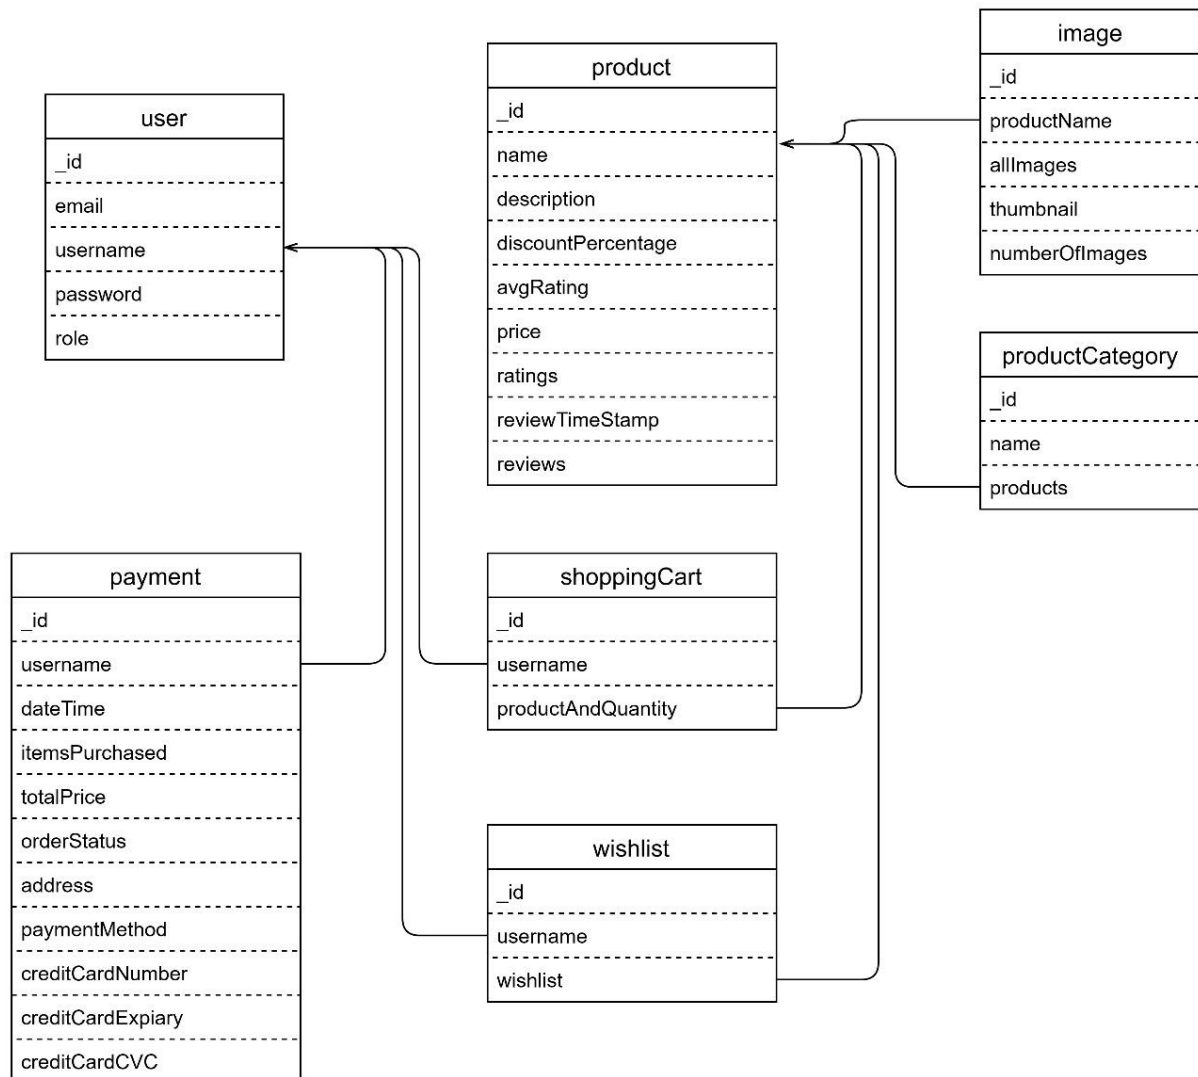 user
_id
email
username
password
role
product
_id
name
description
discountPercentage
avgRating
price
ratings
reviewTimeStamp
reviews
image
_id
productName
allImages
thumbnail
numberOfImages
productCategory
_id
name
products
payment
_id
username
dateTime
itemsPurchased
totalPrice
orderStatus
address
paymentMethod
creditCardNumber
creditCardExpiary
creditCardCVC
shoppingCart
_id
username
productAndQuantity
wishlist
_id
username
wishlist